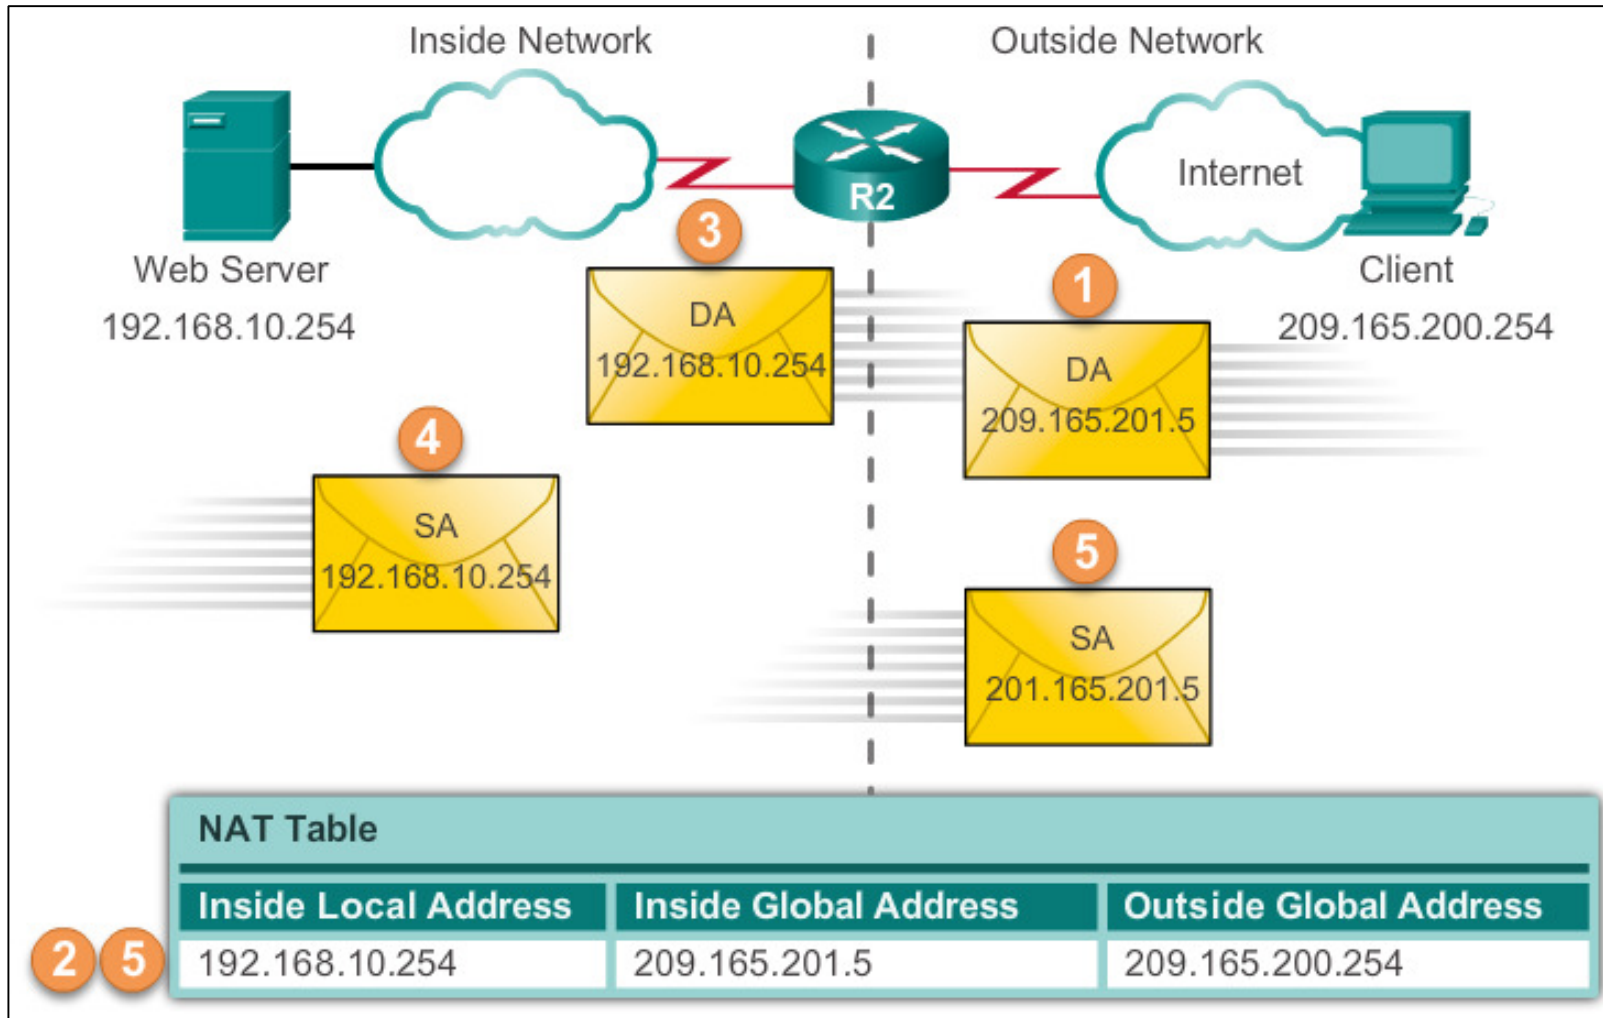 Inside Network
Outside Network
R2
Internet
Web Server
192.168.10.254
Client
209.165.200.254
3
DA
192.168.10.254
1
DA
209.165.201.5
4
SA
192.168.10.254
5
SA
201.165.201.5
NAT Table
Inside Local Address Inside Global Address Outside Global Address
2 5 192.168.10.254 209.165.201.5 209.165.200.254